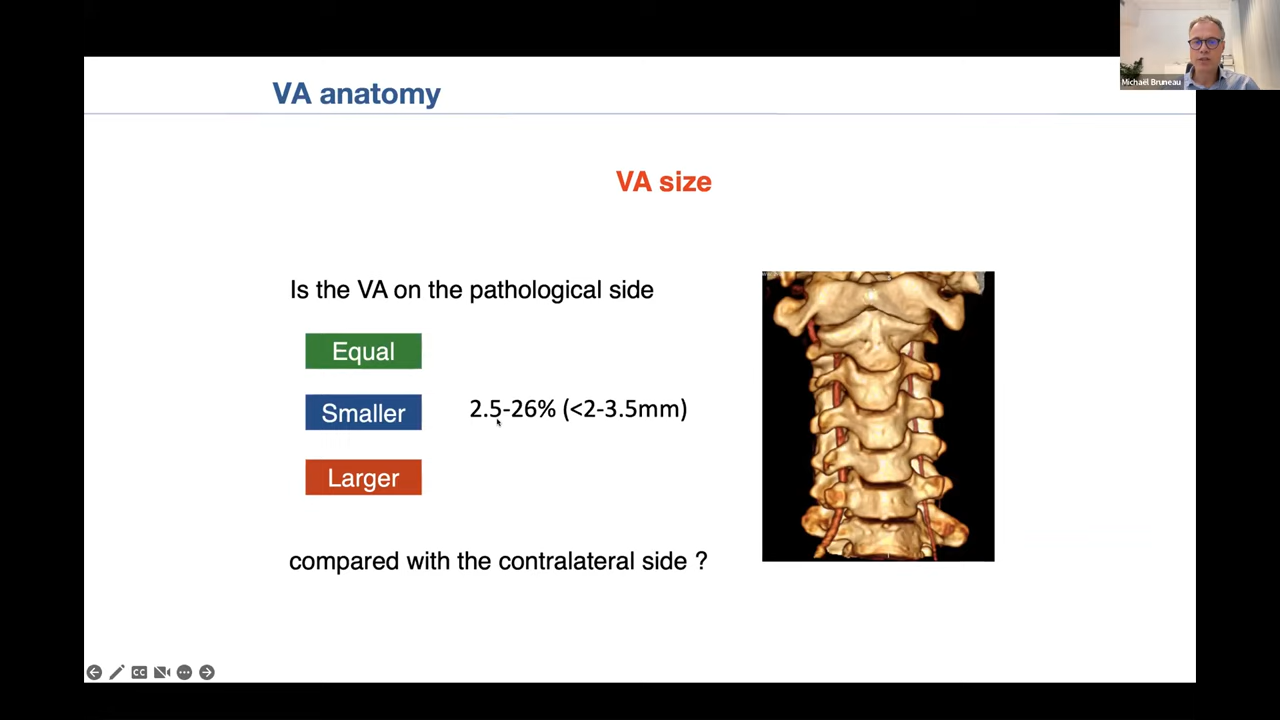 Michaël Bruneau
VA anatomy
VA size
Is the VA on the pathological side
Equal
Smaller
2.5-26% (<2-3.5mm)
Larger
compared with the contralateral side ?
CC